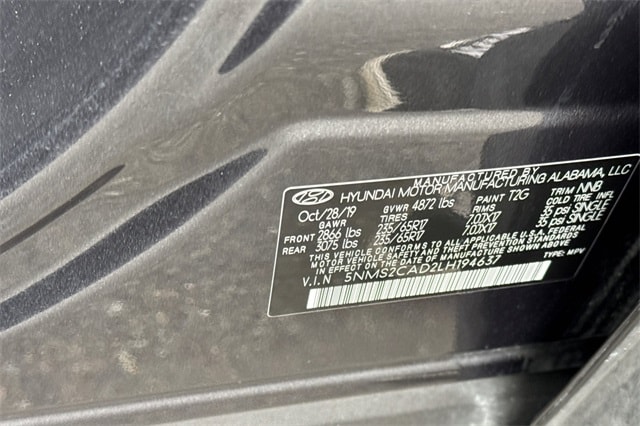 MANUFACTURED BY
HYUNDAI MOTOR MANUFACTURING ALABAMA, LLC
Oct/28/19 GVWR 4872 lbs PAINT T2G TRIM NNB
GAWR TIRES RIMS COLD TIRE INFL
FRONT 2866 lbs 235/65R17 7.0JX17 35 psi SINGLE
REAR 3075 lbs 235/65R17 7.0JX17 35 psi SINGLE
THIS VEHICLE CONFORMS TO ALL APPLICABLE U.S.A FEDERAL
MOTOR VEHICLE SAFETY, BUMPER, AND THEFT PREVENTION STANDARDS
IN EFFECT ON THE DATE OF MANUFACTURE SHOWN ABOVE.
V.I.N 5NMS2CAD2LH194637 TYPE: MPV